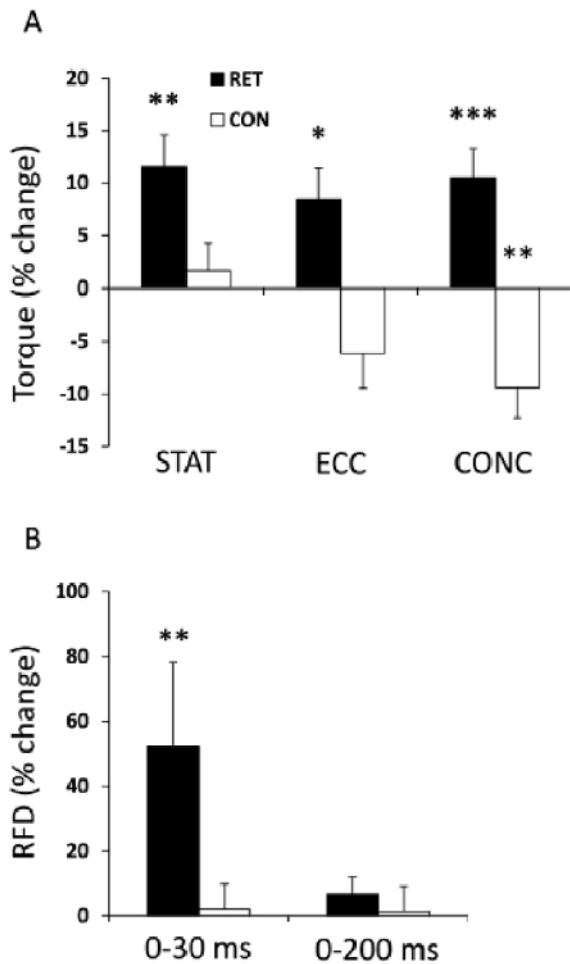 A
Torque (% change)
20
15
10
5
0
-5
-10
-15
RET
CON
**
*
***
**
STAT ECC CONC
B
RFD (% change)
100
80
60
40
20
0
**
0-30 ms 0-200 ms